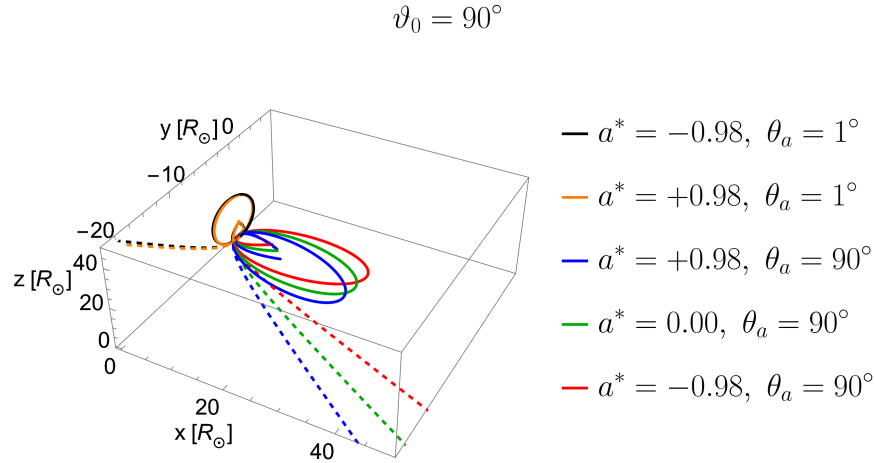 ϑ₀ = 90°
y [R☉] 0
−10
−20
z [R☉]
40
20
0
0
20
40
x [R☉]
a* = −0.98, θₐ = 1°
a* = +0.98, θₐ = 1°
a* = +0.98, θₐ = 90°
a* = 0.00, θₐ = 90°
a* = −0.98, θₐ = 90°